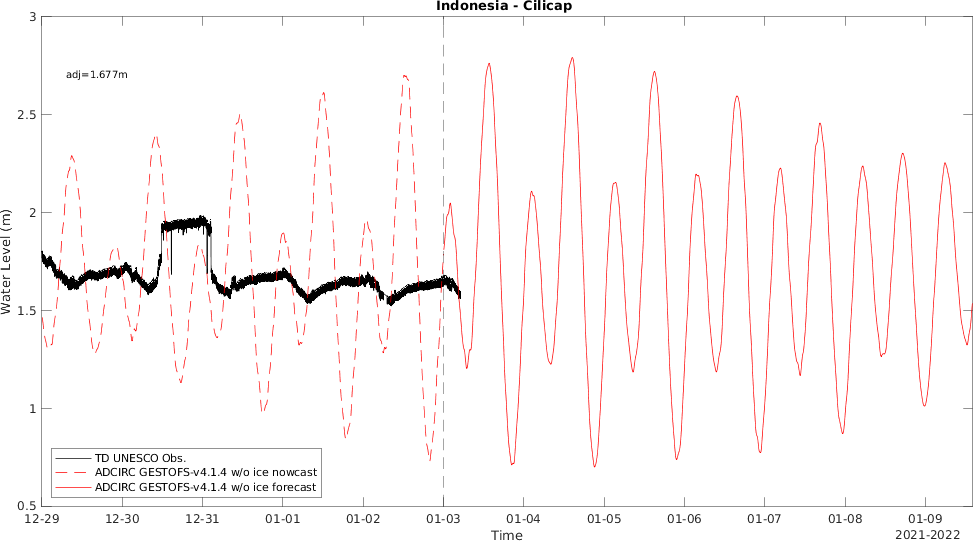 Indonesia - Cilicap
adj=1.677m
Water Level (m)
3
2.5
2
1.5
1
0.5
TD UNESCO Obs.
ADCIRC GESTOFS-v4.1.4 w/o ice nowcast
ADCIRC GESTOFS-v4.1.4 w/o ice forecast
12-29 12-30 12-31 01-01 01-02 01-03 01-04 01-05 01-06 01-07 01-08 01-09
Time
2021-2022